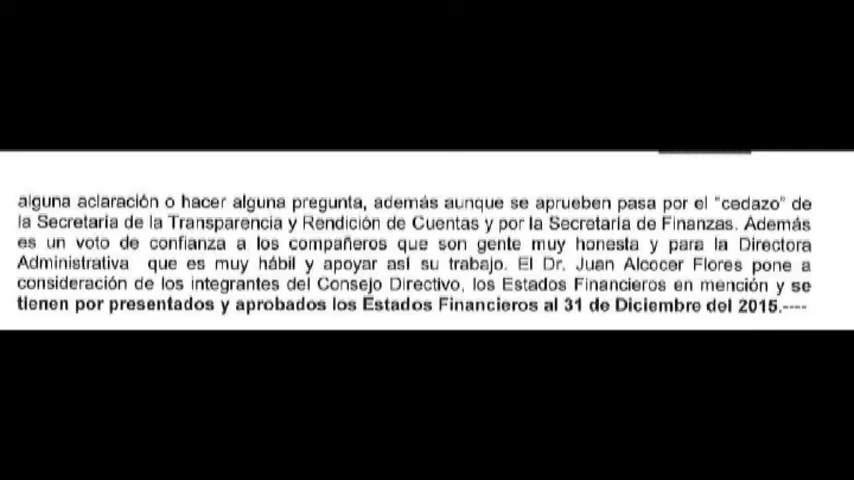 alguna aclaración o hacer alguna pregunta, además aunque se aprueben pasa por el "cedazo" de
la Secretaría de la Transparencia y Rendición de Cuentas y por la Secretaría de Finanzas. Además
es un voto de confianza a los compañeros que son gente muy honesta y para la Directora
Administrativa que es muy hábil y apoyar así su trabajo. El Dr. Juan Alcocer Flores pone a
consideración de los integrantes del Consejo Directivo, los Estados Financieros en mención y se
tienen por presentados y aprobados los Estados Financieros al 31 de Diciembre del 2015.----